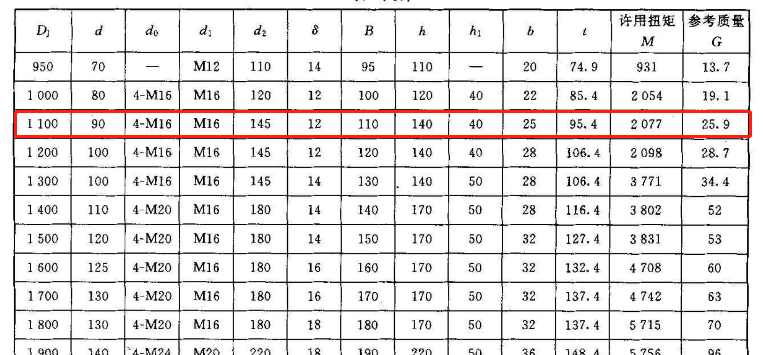 D_J d d₀ d₁ d₂ δ B h h₁ b t 许用扭矩 M 参考质量 G
950 70 — M12 110 14 95 110 — 20 74.9 931 13.7
1 000 80 4-M16 M16 120 12 100 120 40 22 85.4 2 054 19.1
1 100 90 4-M16 M16 145 12 110 140 40 25 95.4 2 077 25.9
1 200 100 4-M16 M16 145 12 120 140 40 28 106.4 2 098 28.7
1 300 100 4-M16 M16 145 14 130 140 50 28 106.4 3 771 34.4
1 400 110 4-M20 M16 180 14 140 170 50 28 116.4 3 802 52
1 500 120 4-M20 M16 180 14 150 170 50 32 127.4 3 831 53
1 600 125 4-M20 M16 180 16 160 170 50 32 132.4 4 708 60
1 700 130 4-M20 M16 180 16 170 170 50 32 137.4 4 742 63
1 800 130 4-M20 M16 180 18 180 170 50 32 137.4 5 715 70
1 900 140 4-M24 M20 220 18 190 220 50 36 148.4 5 756 96